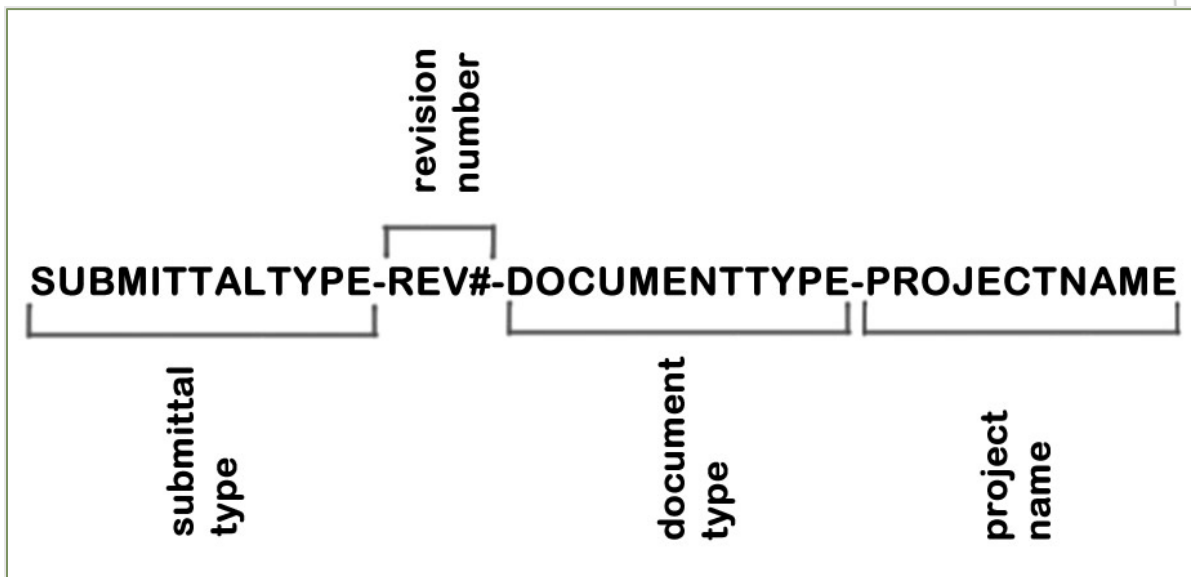 revision
number
SUBMITTALTYPE-REV#-DOCUMENTTYPE-PROJECTNAME
submittal
type
document
type
project
name